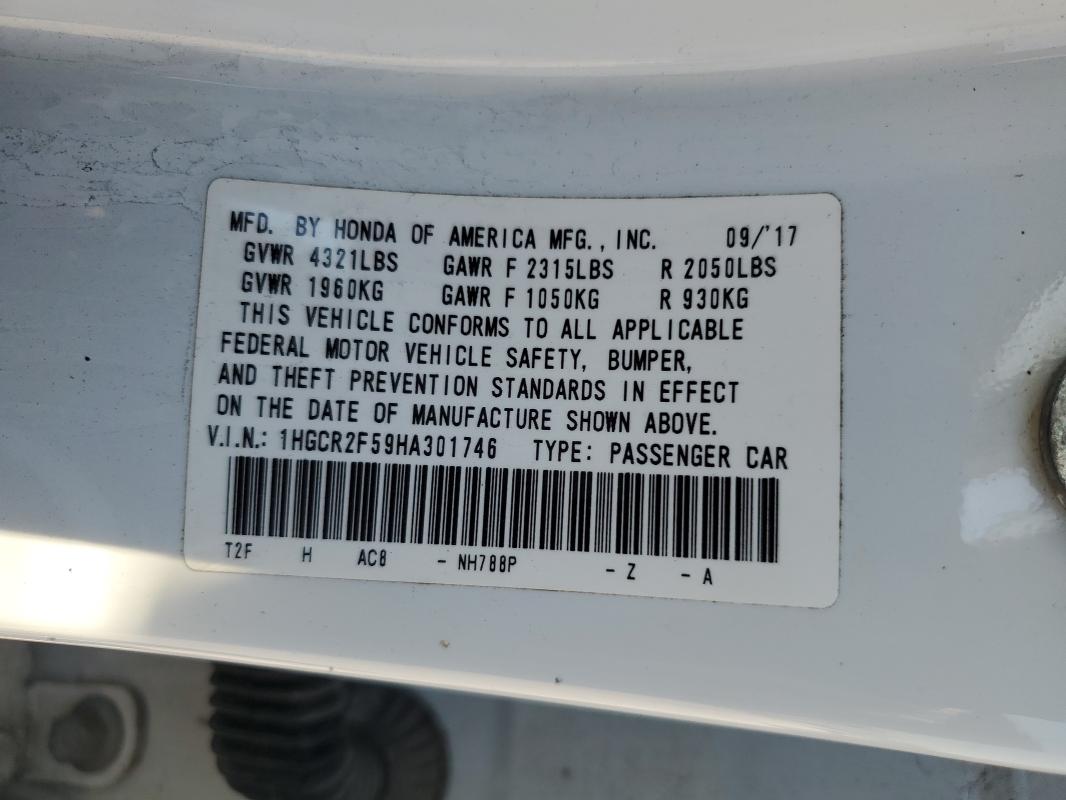 MFD. BY HONDA OF AMERICA MFG., INC. 09/'17
GVWR 4321LBS GAWR F 2315LBS R 2050LBS
GVWR 1960KG GAWR F 1050KG R 930KG
THIS VEHICLE CONFORMS TO ALL APPLICABLE
FEDERAL MOTOR VEHICLE SAFETY, BUMPER,
AND THEFT PREVENTION STANDARDS IN EFFECT
ON THE DATE OF MANUFACTURE SHOWN ABOVE.
V.I.N.: 1HGCR2F59HA301746 TYPE: PASSENGER CAR
T2F H AC8 - NH788P - Z - A